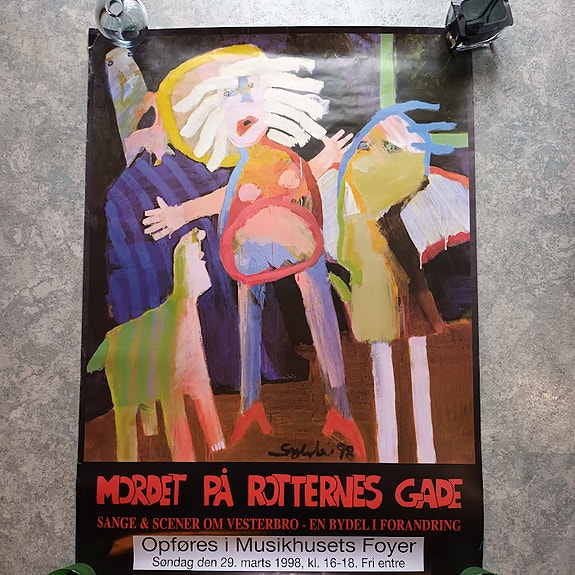 MORDET PÅ ROTTERNES GADE
SANGE & SCENER OM VESTERBRO - EN BYDEL I FORANDRING
Opføres i Musikhusets Foyer
Søndag den 29. marts 1998, kl. 16-18. Fri entre